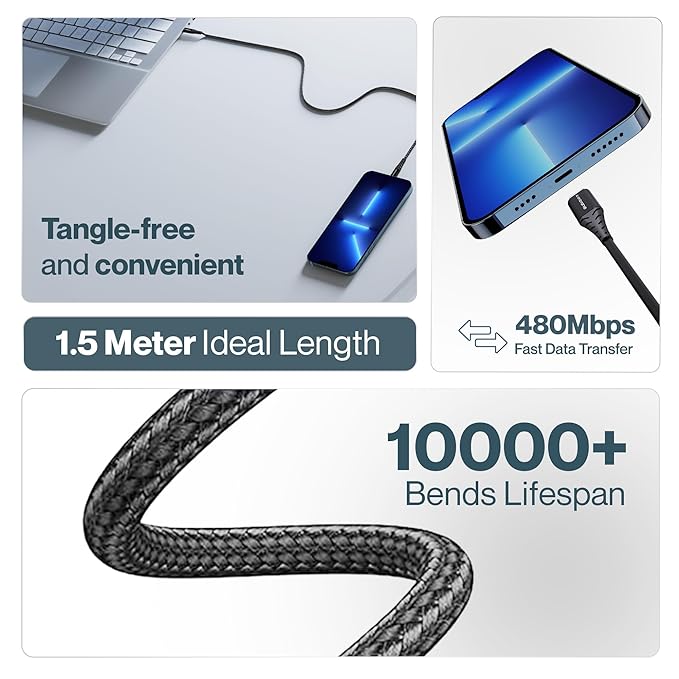 Tangle-free
and convenient
1.5 Meter Ideal Length
480Mbps
Fast Data Transfer
10000+
Bends Lifespan